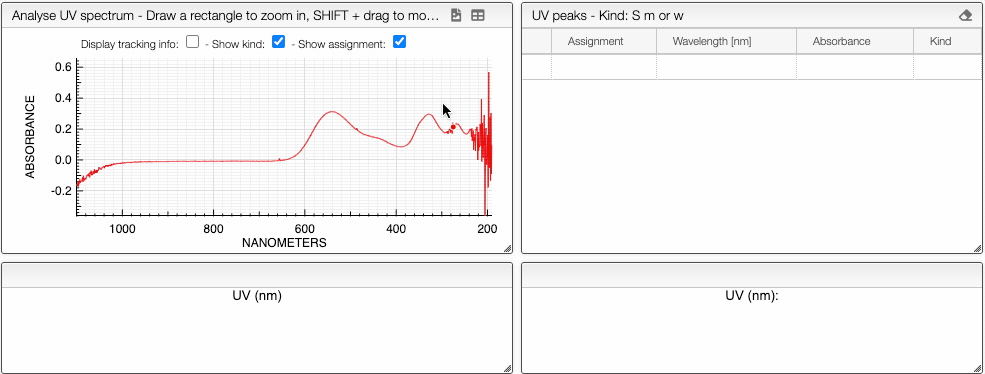 Analyse UV spectrum - Draw a rectangle to zoom in, SHIFT + drag to mo...
Display tracking info: - Show kind: - Show assignment:
ABSORBANCE
0.6
0.4
0.2
0.0
-0.2
1000 800 600 400 200
NANOMETERS
UV peaks - Kind: S m or w
Assignment Wavelength [nm] Absorbance Kind
UV (nm)
UV (nm):